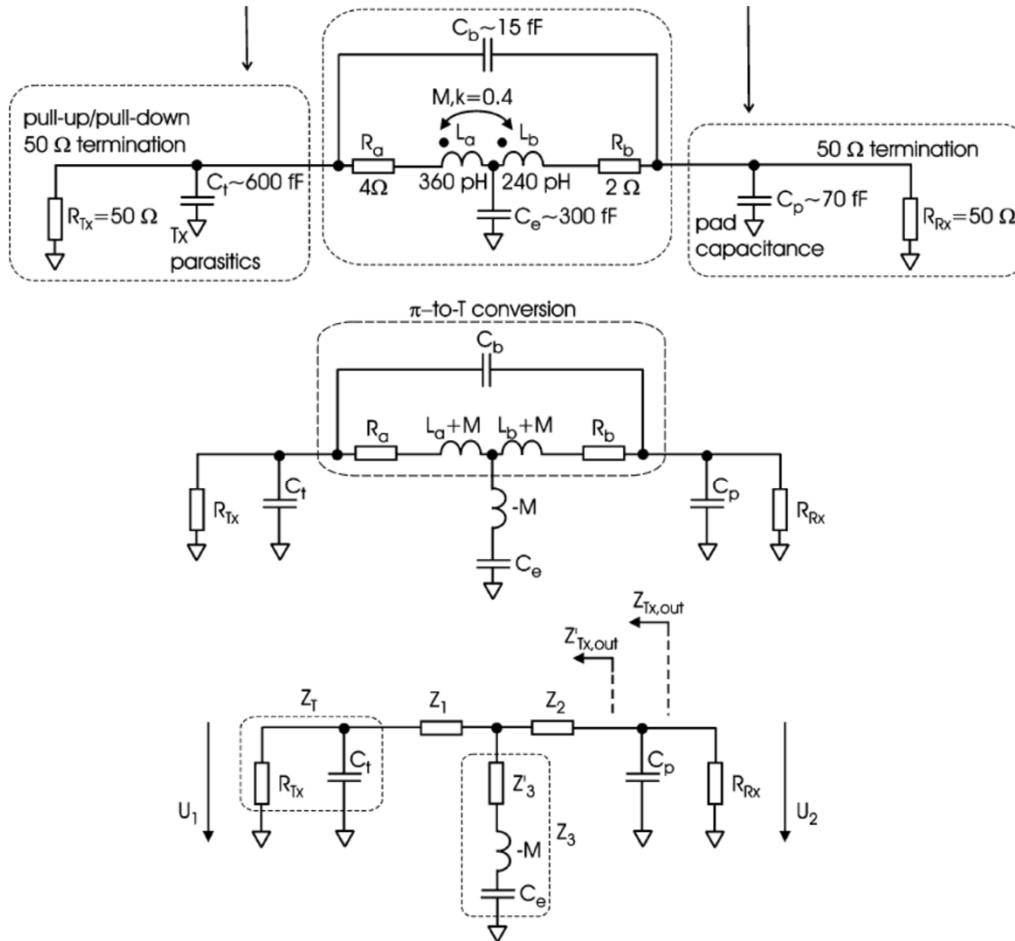 C_b~15 fF
M,k=0.4
pull-up/pull-down
50 Ω termination
R_a
L_a
L_b
R_b
50 Ω termination
C_t~600 fF
4Ω
360 pH
240 pH
2 Ω
C_p~70 fF
R_Tx=50 Ω
C_e~300 fF
R_Rx=50 Ω
Tx
parasitics
pad
capacitance
π-to-T conversion
C_b
R_a
L_a+M
L_b+M
R_b
R_Tx
C_t
-M
C_p
R_Rx
C_e
Z_Tx,out
Z'_Tx,out
Z_T
Z_1
Z_2
U_1
R_Tx
C_t
Z'_3
-M
Z_3
C_e
C_p
R_Rx
U_2